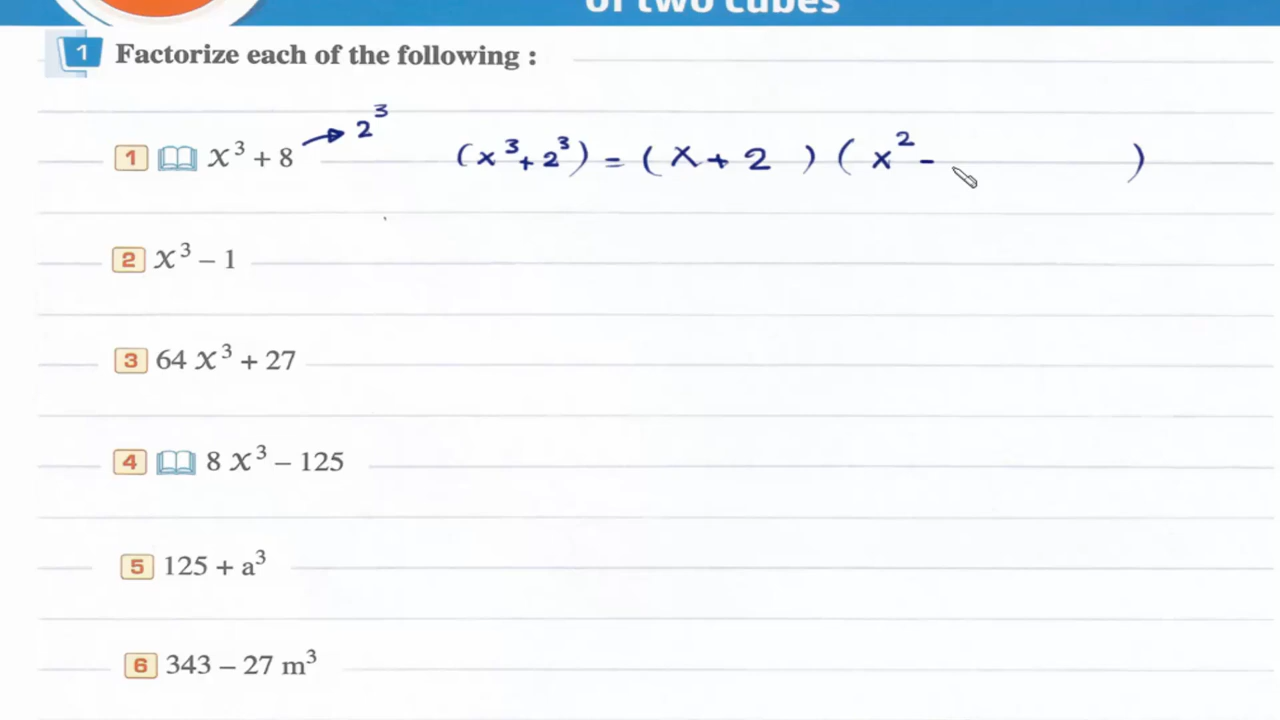 of two cubes
1 Factorize each of the following :
1 x³ + 8 → 2³ (x³ + 2³) = (x + 2 ) ( x² - )
2 x³ – 1
3 64 x³ + 27
4 8 x³ – 125
5 125 + a³
6 343 – 27 m³